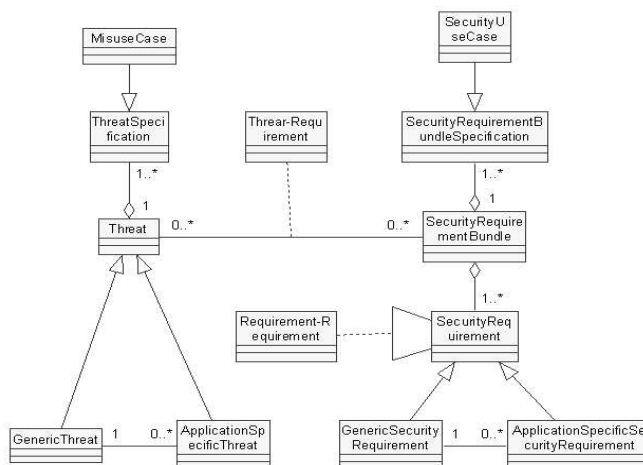 MisuseCase
SecurityU
seCase
ThreatSpeci
fication
Threar-Requ
irement
SecurityRequirementB
undleSpecification
1..*
1..*
1
1
Threat
0..*
0..*
SecurityRequire
mentBundle
1..*
Requirement-R
equirement
SecurityReq
uirement
GenericThreat
1
0..*
ApplicationSp
ecificThreat
GenericSecurity
Requirement
1
0..*
ApplicationSpecificSe
curityRequirement